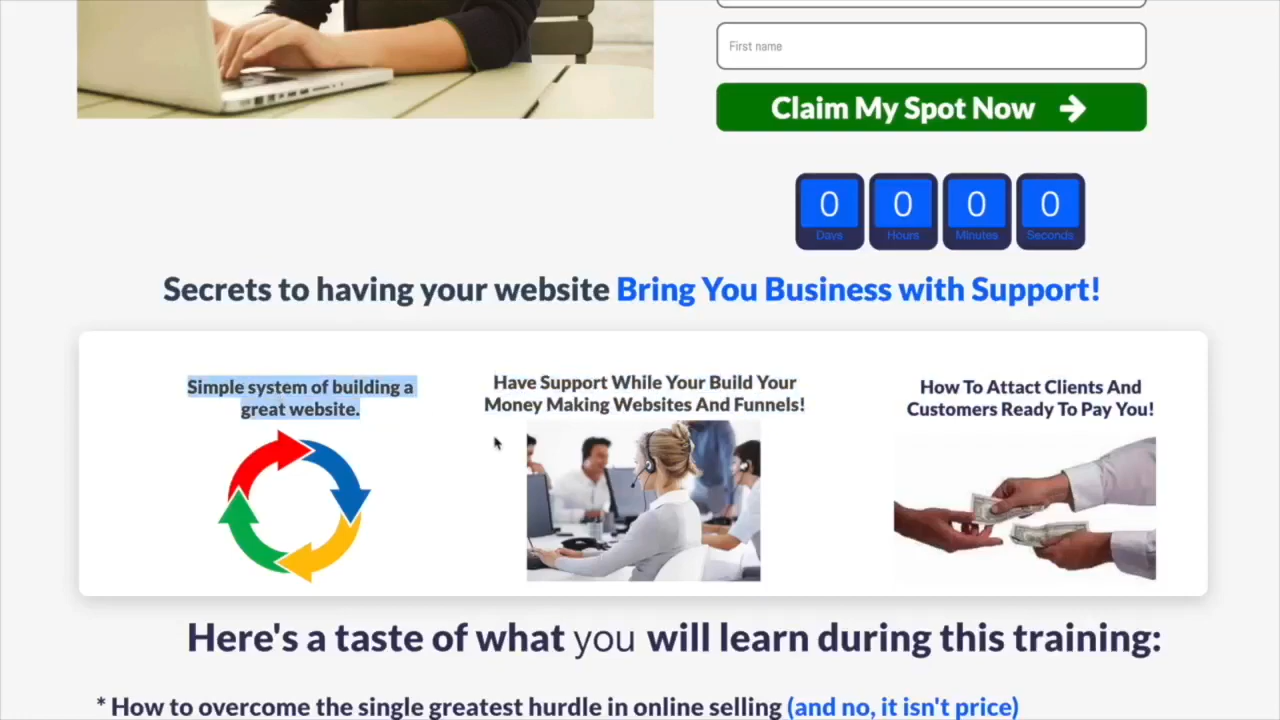 First name
Claim My Spot Now
0 0 0 0
Days Hours Minutes Seconds
Secrets to having your website Bring You Business with Support!
Simple system of building a
great website.
Have Support While Your Build Your
Money Making Websites And Funnels!
How To Attact Clients And
Customers Ready To Pay You!
Here's a taste of what you will learn during this training:
* How to overcome the single greatest hurdle in online selling (and no, it isn't price)